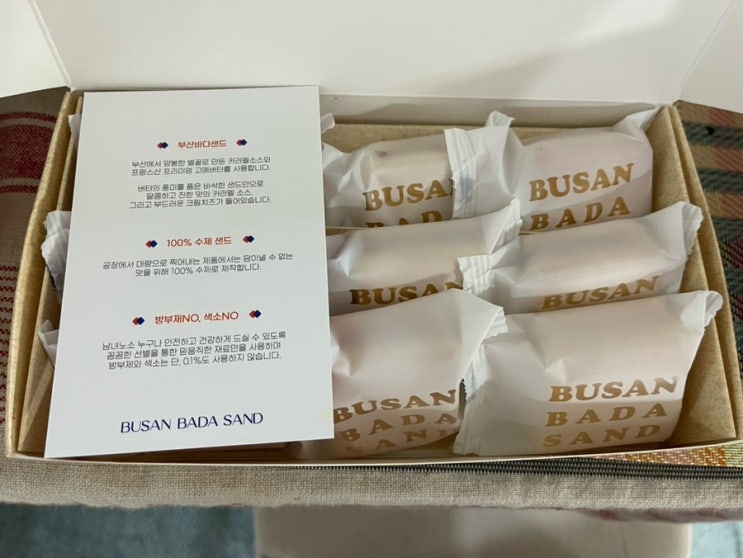 부산바다샌드
부산에서 양봉한 벌꿀로 만든 카라멜소스와
프랑스산 프리미엄 고메버터를 사용합니다.
버터의 풍미를 품은 바삭한 샌드안으로
달콤하고 진한 맛의 카라멜 소스,
그리고 부드러운 크림치즈가 들어있습니다.
100% 수제 샌드
공장에서 대량으로 찍어내는 제품에서는 담아낼 수 없는
맛을 위해 100% 수제로 제작합니다.
방부제NO, 색소NO
남녀노소 누구나 안전하고 건강하게 드실 수 있도록
꼼꼼한 선별을 통한 믿음직한 재료만을 사용하며
방부제와 색소는 단, 0.1%도 사용하지 않습니다.
BUSAN BADA SAND
BUSAN
BADA
BUSAN
BADA
BUSAN
BUSAN
BUSAN
BADA
SAND
BUSAN
BADA
SAND